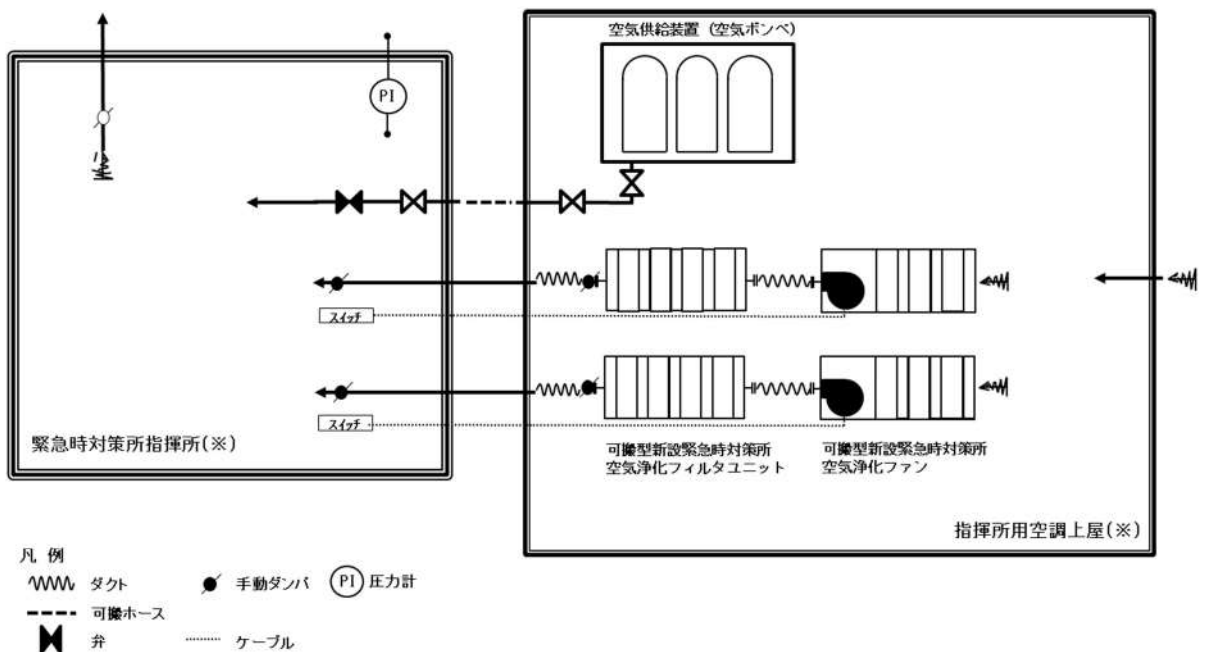 空気供給装置 (空気ボンベ)
PI
スイッチ
スイッチ
緊急時対策所指揮所(※)
可搬型新設緊急時対策所
空気浄化フィルタユニット
可搬型新設緊急時対策所
空気浄化ファン
指揮所用空調上屋(※)
凡 例
ダクト
手動ダンパ
PI
圧力計
可搬ホース
弁
ケーブル